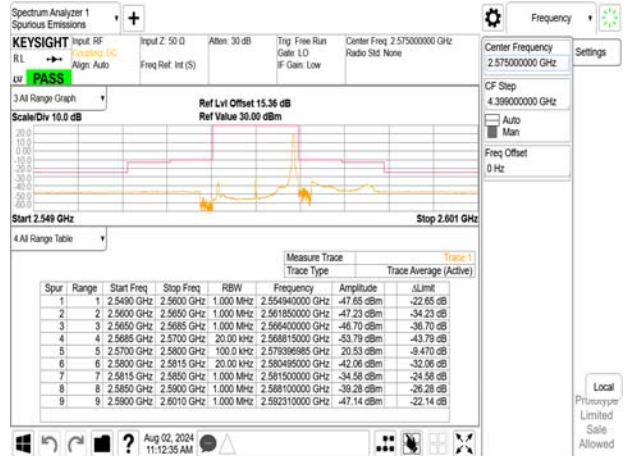 Spectrum Analyzer 1
Spurious Emissions
Frequency
Settings
KEYSIGHT
RL
Input: RF
Coupling: DC
Align: Auto
Input Z: 50 Ω
Freq Ref: Int (S)
Atten: 30 dB
Trig: Free Run
Gate: LO
IF Gain: Low
Center Freq: 2.575000000 GHz
Radio Std: None
PASS
Center Frequency
2.575000000 GHz
CF Step
4.399000000 GHz
Auto
Man
Freq Offset
0 Hz
3 All Range Graph
Scale/Div 10.0 dB
Ref Lvl Offset 15.36 dB
Ref Value 30.00 dBm
20.0
10.0
0.00
-10.0
-20.0
-30.0
-40.0
-50.0
-60.0
Start 2.549 GHz
Stop 2.601 GHz
4 All Range Table
Measure Trace Trace 1
Trace Type Trace Average (Active)
Spur Range Start Freq Stop Freq RBW Frequency Amplitude ΔLimit
1 1 2.5490 GHz 2.5600 GHz 1.000 MHz 2.554940000 GHz -47.65 dBm -22.65 dB
2 2 2.5600 GHz 2.5650 GHz 1.000 MHz 2.561850000 GHz -47.23 dBm -34.23 dB
3 3 2.5650 GHz 2.5685 GHz 1.000 MHz 2.566400000 GHz -46.70 dBm -36.70 dB
4 4 2.5685 GHz 2.5700 GHz 20.00 kHz 2.568815000 GHz -53.79 dBm -43.79 dB
5 5 2.5700 GHz 2.5800 GHz 100.0 kHz 2.579396985 GHz 20.53 dBm -9.470 dB
6 6 2.5800 GHz 2.5815 GHz 20.00 kHz 2.580495000 GHz -42.06 dBm -32.06 dB
7 7 2.5815 GHz 2.5850 GHz 1.000 MHz 2.581500000 GHz -34.58 dBm -24.58 dB
8 8 2.5850 GHz 2.5900 GHz 1.000 MHz 2.588100000 GHz -39.28 dBm -26.28 dB
9 9 2.5900 GHz 2.6010 GHz 1.000 MHz 2.592310000 GHz -47.14 dBm -22.14 dB
Local
Prototype
Limited
Sale
Allowed
?
Aug 02, 2024
11:12:35 AM